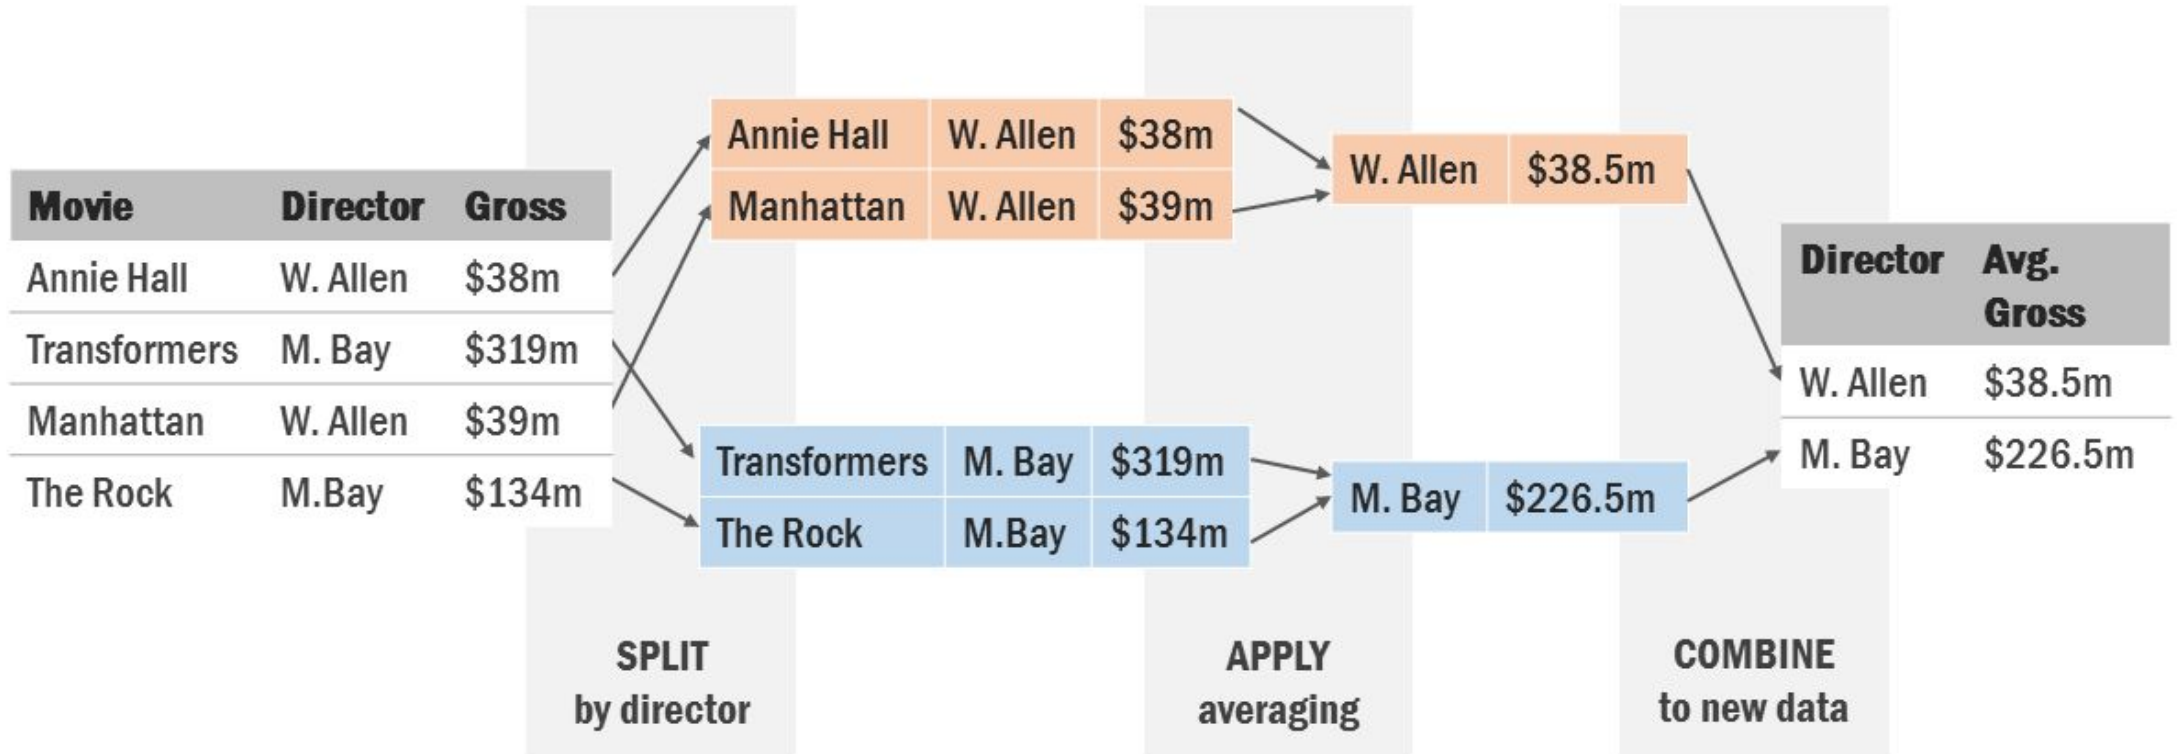 Movie Director Gross
Annie Hall W. Allen $38m
Transformers M. Bay $319m
Manhattan W. Allen $39m
The Rock M.Bay $134m
Annie Hall W. Allen $38m
Manhattan W. Allen $39m
Transformers M. Bay $319m
The Rock M.Bay $134m
SPLIT
by director
W. Allen $38.5m
M. Bay $226.5m
APPLY
averaging
Director Avg.
Gross
W. Allen $38.5m
M. Bay $226.5m
COMBINE
to new data